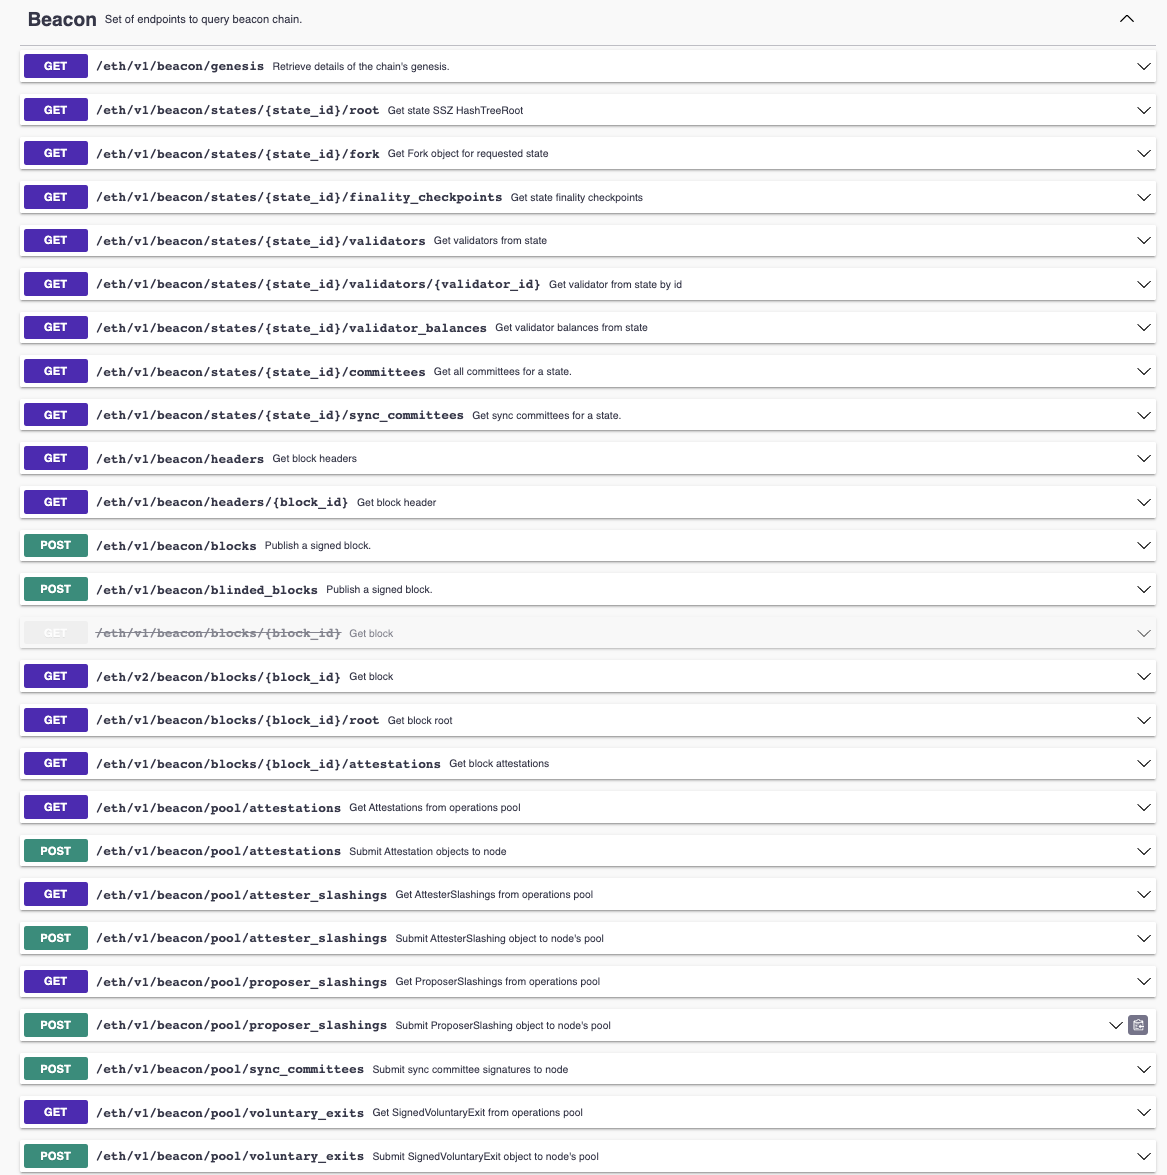 Beacon Set of endpoints to query beacon chain.
GET /eth/v1/beacon/genesis Retrieve details of the chain's genesis.
GET /eth/v1/beacon/states/{state_id}/root Get state SSZ HashTreeRoot
GET /eth/v1/beacon/states/{state_id}/fork Get Fork object for requested state
GET /eth/v1/beacon/states/{state_id}/finality_checkpoints Get state finality checkpoints
GET /eth/v1/beacon/states/{state_id}/validators Get validators from state
GET /eth/v1/beacon/states/{state_id}/validators/{validator_id} Get validator from state by id
GET /eth/v1/beacon/states/{state_id}/validator_balances Get validator balances from state
GET /eth/v1/beacon/states/{state_id}/committees Get all committees for a state.
GET /eth/v1/beacon/states/{state_id}/sync_committees Get sync committees for a state.
GET /eth/v1/beacon/headers Get block headers
GET /eth/v1/beacon/headers/{block_id} Get block header
POST /eth/v1/beacon/blocks Publish a signed block.
POST /eth/v1/beacon/blinded_blocks Publish a signed block.
GET /eth/v1/beacon/blocks/{block_id} Get block
GET /eth/v2/beacon/blocks/{block_id} Get block
GET /eth/v1/beacon/blocks/{block_id}/root Get block root
GET /eth/v1/beacon/blocks/{block_id}/attestations Get block attestations
GET /eth/v1/beacon/pool/attestations Get Attestations from operations pool
POST /eth/v1/beacon/pool/attestations Submit Attestation objects to node
GET /eth/v1/beacon/pool/attester_slashings Get AttesterSlashings from operations pool
POST /eth/v1/beacon/pool/attester_slashings Submit AttesterSlashing object to node's pool
GET /eth/v1/beacon/pool/proposer_slashings Get ProposerSlashings from operations pool
POST /eth/v1/beacon/pool/proposer_slashings Submit ProposerSlashing object to node's pool
POST /eth/v1/beacon/pool/sync_committees Submit sync committee signatures to node
GET /eth/v1/beacon/pool/voluntary_exits Get SignedVoluntaryExit from operations pool
POST /eth/v1/beacon/pool/voluntary_exits Submit SignedVoluntaryExit object to node's pool